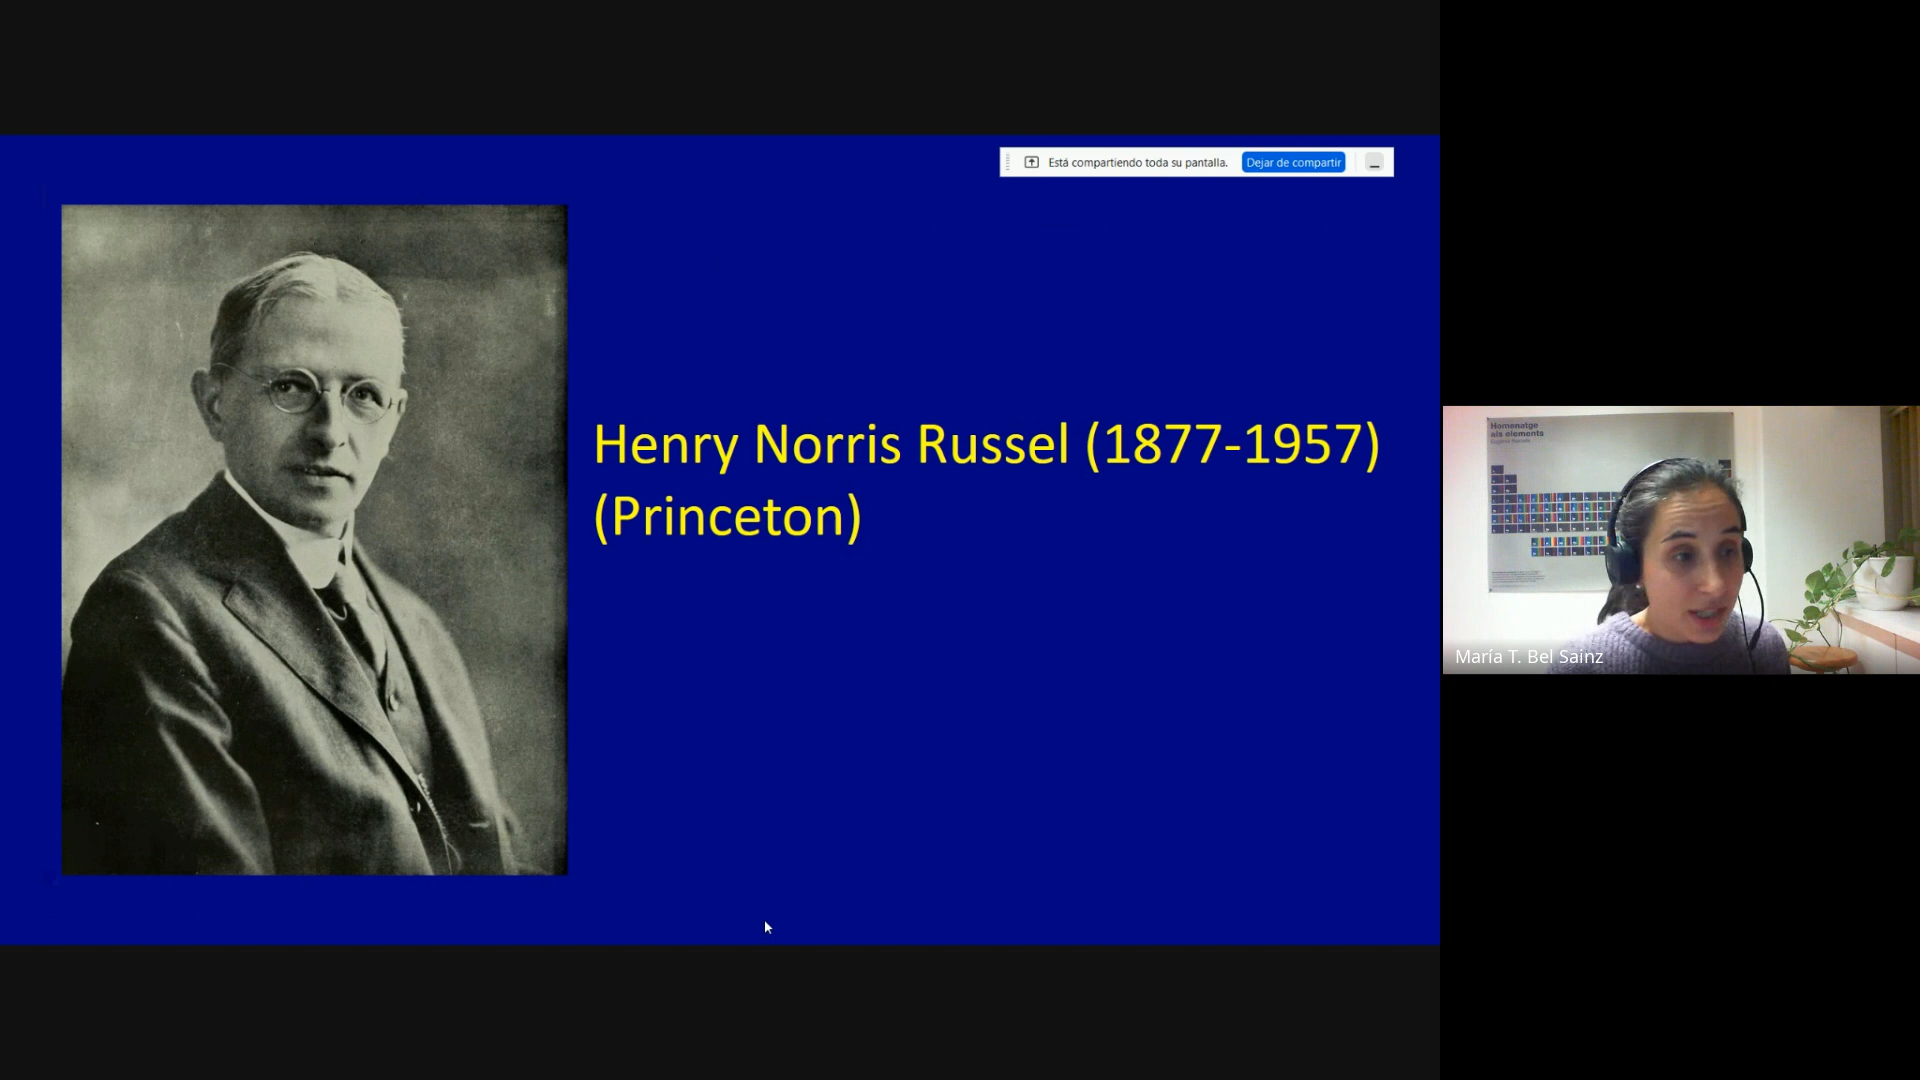 Está compartiendo toda su pantalla. Dejar de compartir
Henry Norris Russel (1877-1957)
(Princeton)
Homenatge
als elements
María T. Bel Sainz